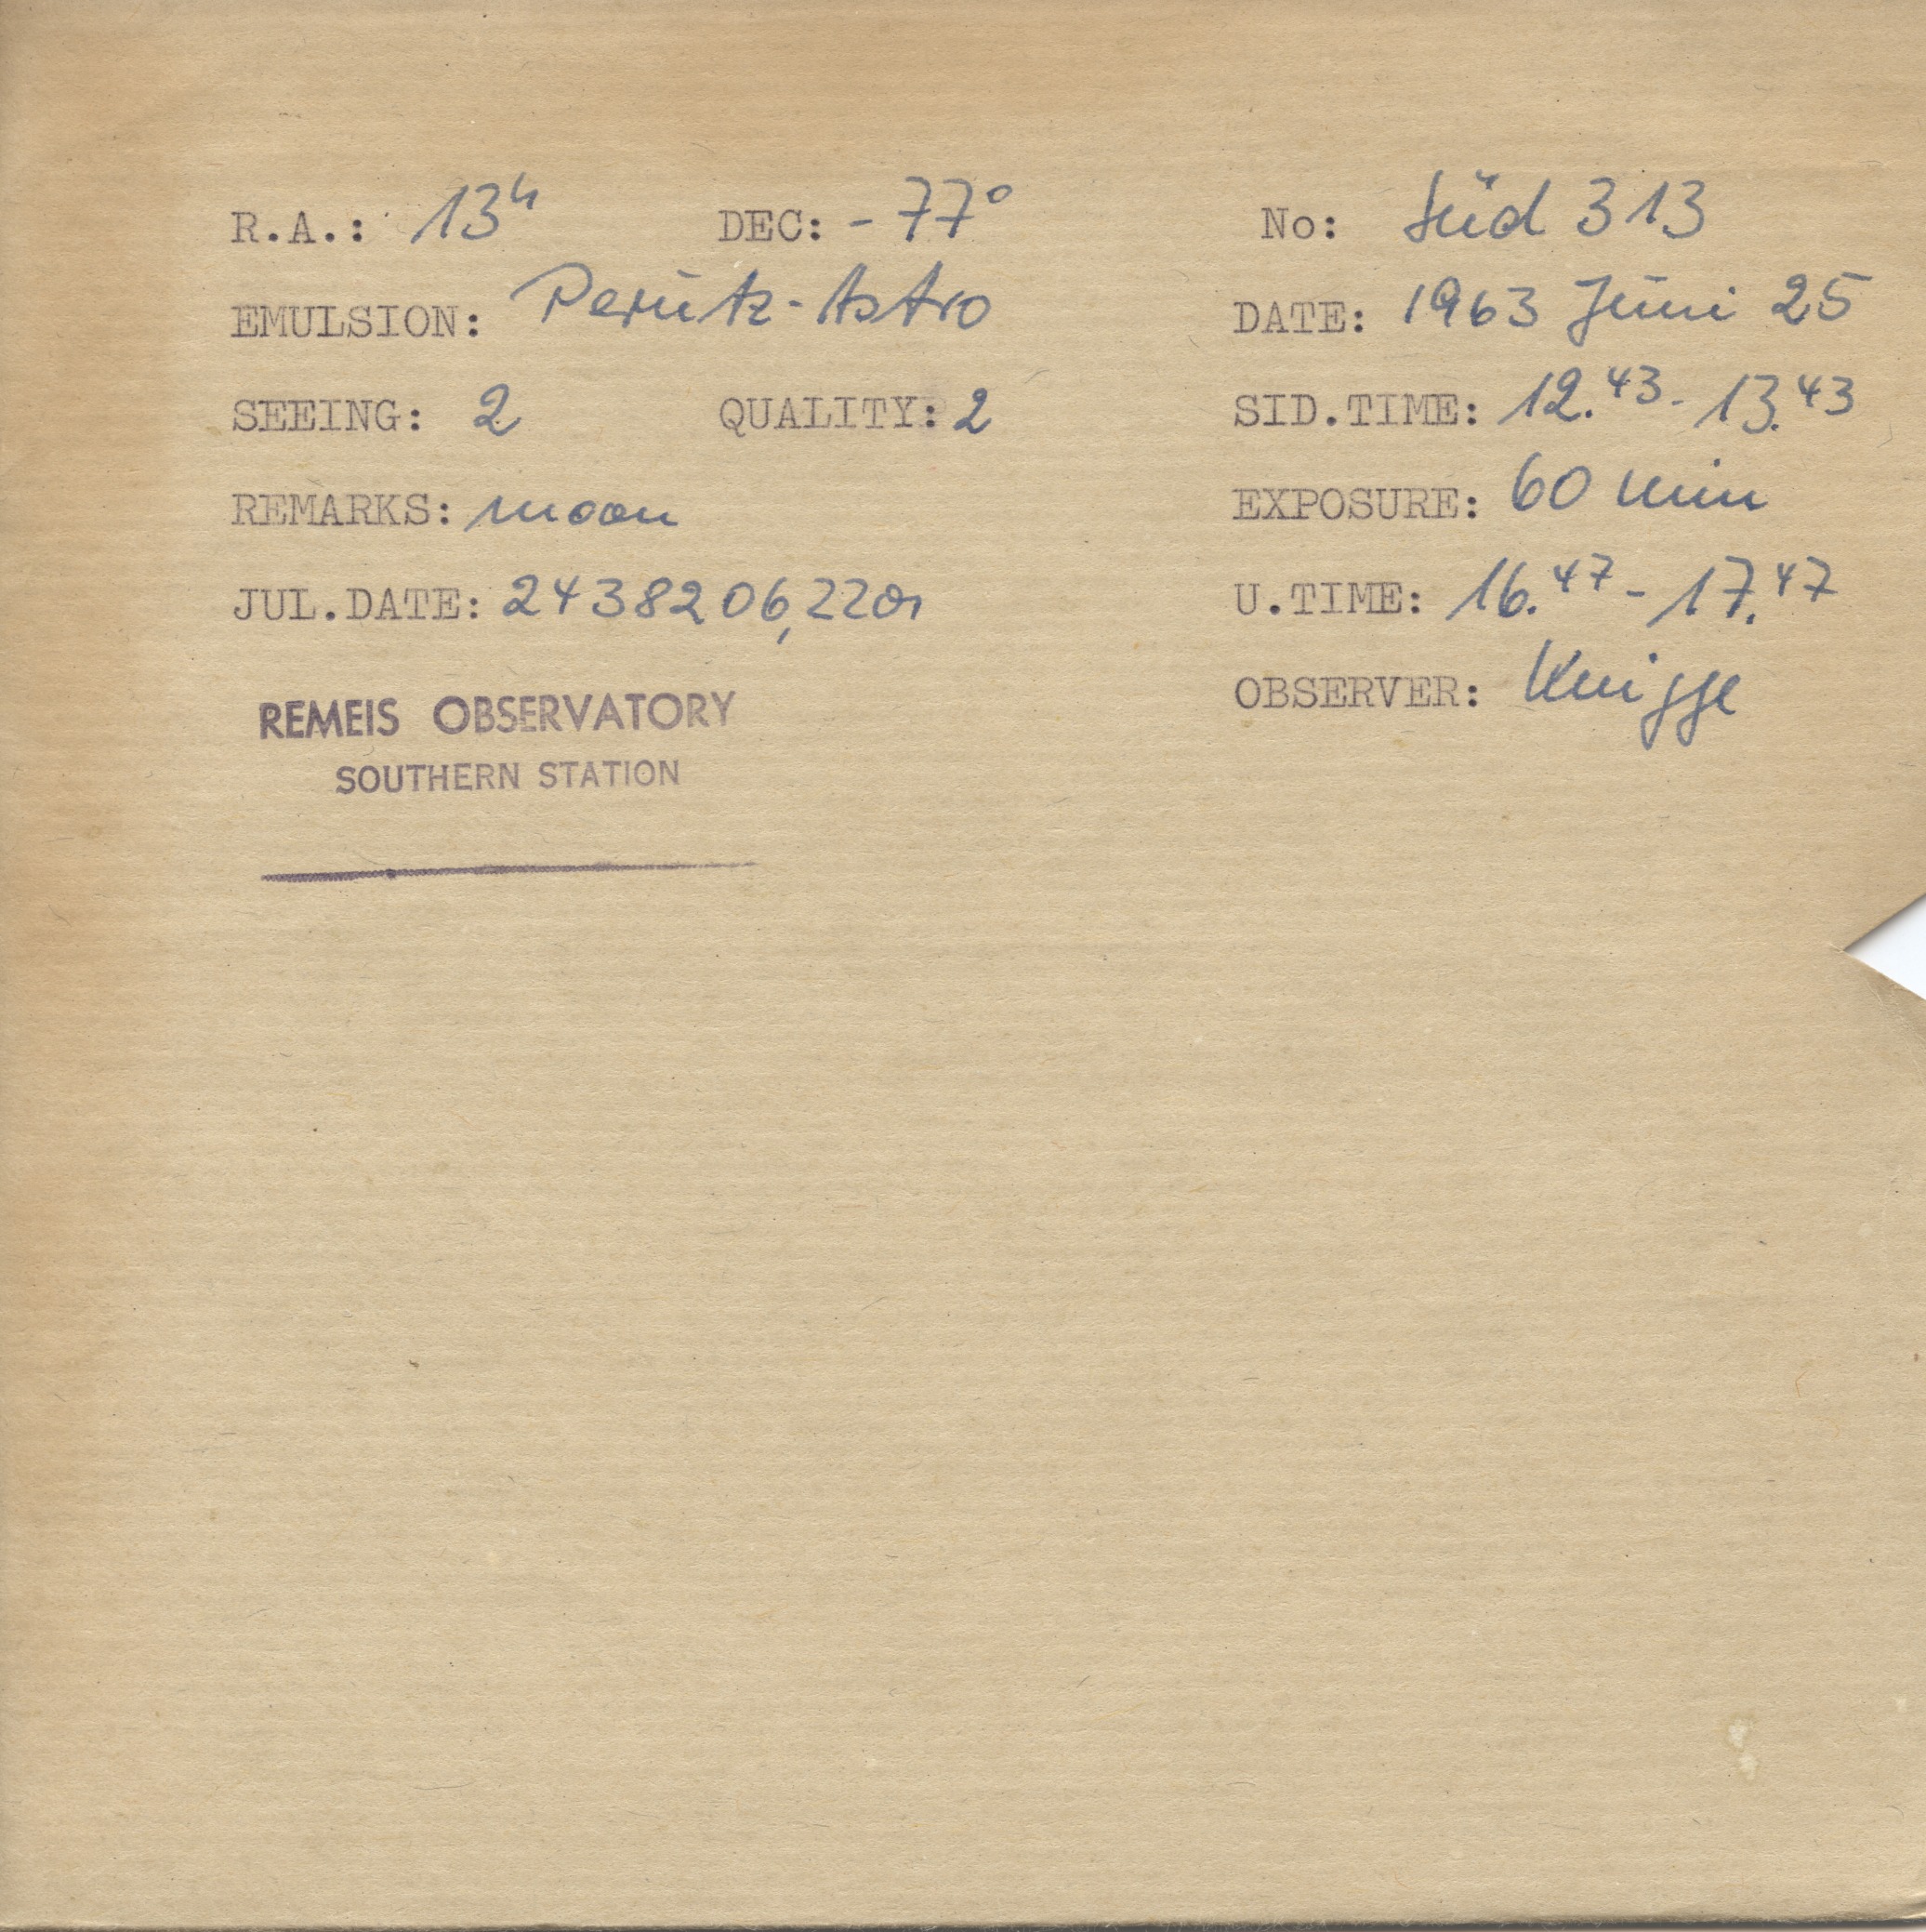 R.A.: 13h DEC: - 77° No: Süd 313
EMULSION: Perutz-Astro DATE: 1963 Juni 25
SEEING: 2 QUALITY: 2 SID.TIME: 12.43 - 13.43
REMARKS: moon EXPOSURE: 60 min
JUL.DATE: 2438206,2201 U.TIME: 16.47 - 17.47
OBSERVER: Knigge
REMEIS OBSERVATORY
SOUTHERN STATION